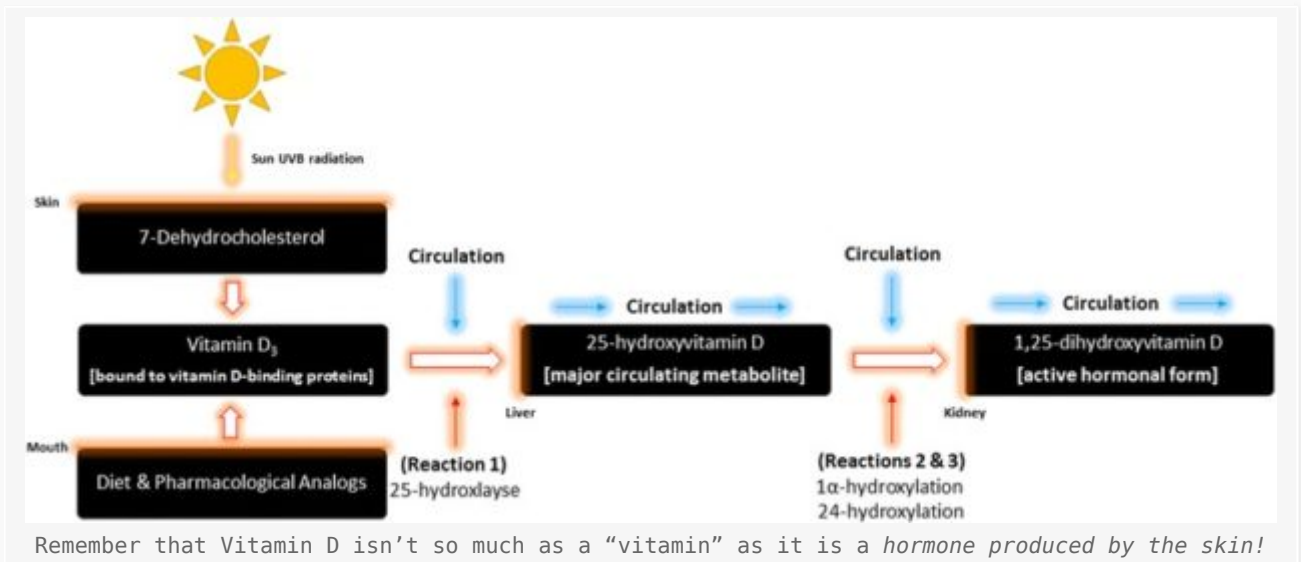 Sun UVB radiation
Skin
7-Dehydrocholesterol
Circulation
Circulation
Circulation
Circulation
Vitamin D₃
[bound to vitamin D-binding proteins]
25-hydroxyvitamin D
[major circulating metabolite]
1,25-dihydroxyvitamin D
[active hormonal form]
Liver
Kidney
Mouth
Diet & Pharmacological Analogs
(Reaction 1)
25-hydroxlayse
(Reactions 2 & 3)
1α-hydroxylation
24-hydroxylation
Remember that Vitamin D isn’t so much as a “vitamin” as it is a hormone produced by the skin!